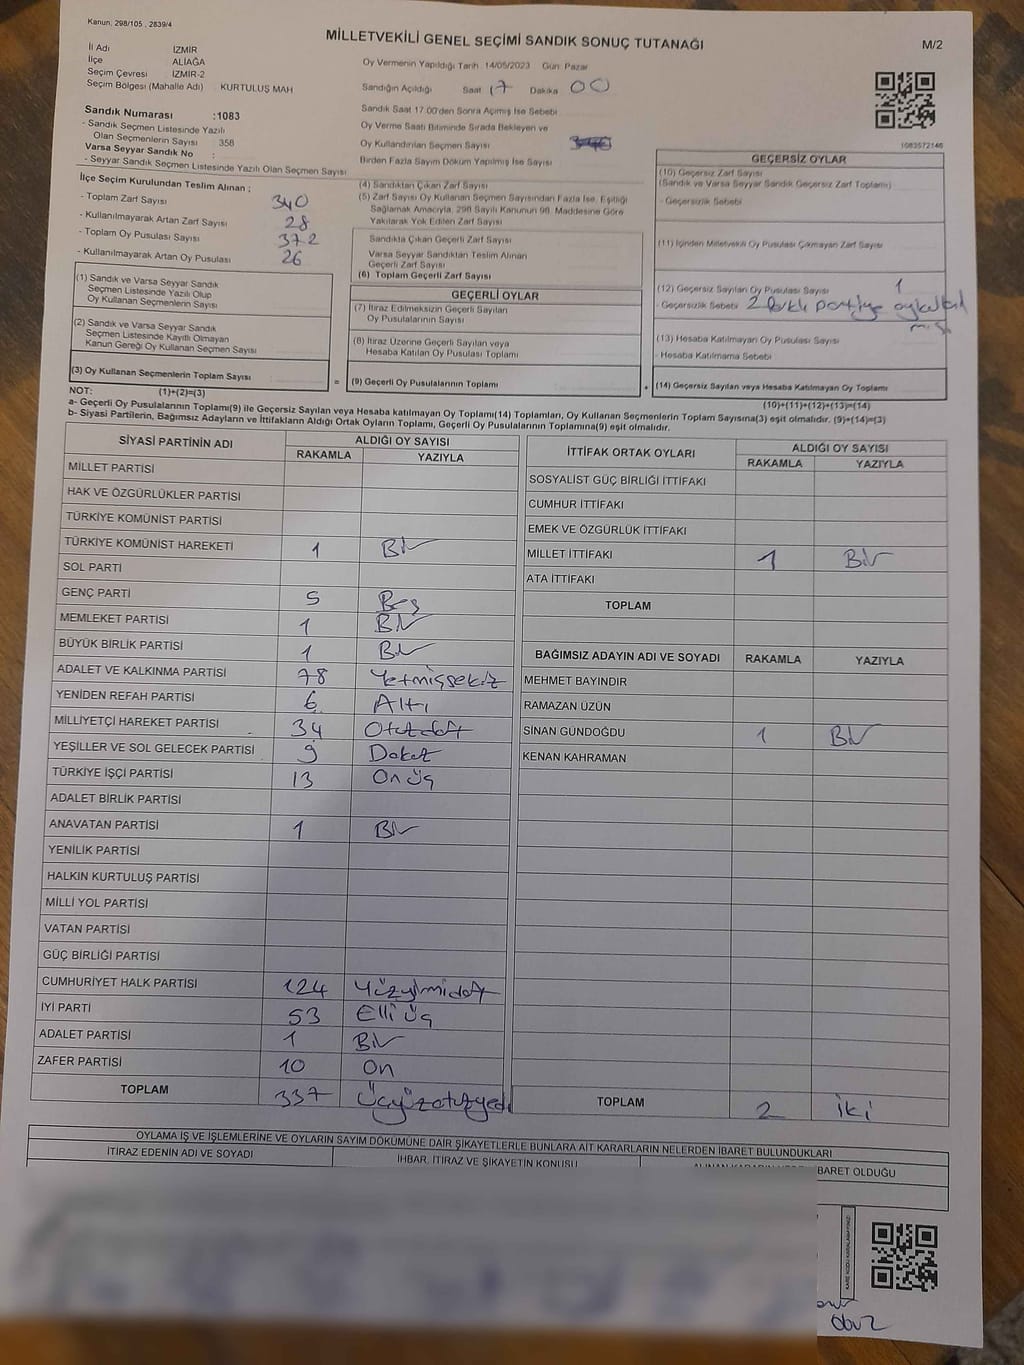 Kanun, 298/105 , 2839/4
MİLLETVEKİLİ GENEL SEÇİMİ SANDIK SONUÇ TUTANAĞI
M/2
İl Adı İZMİR
İlçe ALİAĞA
Seçim Çevresi İZMİR-2
Seçim Bölgesi (Mahalle Adı) . KURTULUŞ MAH
Oy Vermenin Yapıldığı Tarih 14/05/2023 Gün: Pazar
Sandığın Açıldığı Saat 17 Dakika 00
Sandık Saat 17.00'den Sonra Açılmış İse Sebebi
Oy Verme Saati Bitiminde Sırada Bekleyen ve
Oy Kullandırılan Seçmen Sayısı
Birden Fazla Sayım Döküm Yapılmış İse Sayısı
1083572146
Sandık Numarası :1083
- Sandık Seçmen Listesinde Yazılı
Olan Seçmenlerin Sayısı : 358
Varsa Seyyar Sandık No :
- Seyyar Sandık Seçmen Listesinde Yazılı Olan Seçmen Sayısı
İlçe Seçim Kurulundan Teslim Alınan ;
- Toplam Zarf Sayısı 340
- Kullanılmayarak Artan Zarf Sayısı 28
- Toplam Oy Pusulası Sayısı 372
- Kullanılmayarak Artan Oy Pusulası 26
(1) Sandık ve Varsa Seyyar Sandık
Seçmen Listesinde Yazılı Olup
Oy Kullanan Seçmenlerin Sayısı
(2) Sandık ve Varsa Seyyar Sandık
Seçmen Listesinde Kayıtlı Olmayan
Kanun Gereği Oy Kullanan Seçmen Sayısı
(3) Oy Kullanan Seçmenlerin Toplam Sayısı
(4) Sandıktan Çıkan Zarf Sayısı
(5) Zarf Sayısı Oy Kullanan Seçmen Sayısından Fazla İse, Eşitliği
Sağlamak Amacıyla, 298 Sayılı Kanunun 98. Maddesine Göre
Yakılarak Yok Edilen Zarf Sayısı
Sandıkta Çıkan Geçerli Zarf Sayısı
Varsa Seyyar Sandıktan Teslim Alınan
Geçerli Zarf Sayısı
(6) Toplam Geçerli Zarf Sayısı
GEÇERLİ OYLAR
(7) İtiraz Edilmeksizin Geçerli Sayılan
Oy Pusulalarının Sayısı
(8) İtiraz Üzerine Geçerli Sayılan veya
Hesaba Katılan Oy Pusulası Toplamı
= (9) Geçerli Oy Pusulalarının Toplamı
GEÇERSİZ OYLAR
(10) Geçersiz Zarf Sayısı
(Sandık ve Varsa Seyyar Sandık Geçersiz Zarf Toplamı)
- Geçersizlik Sebebi
(11) İçinden Milletvekili Oy Pusulası Çıkmayan Zarf Sayısı
(12) Geçersiz Sayılan Oy Pusulası Sayısı 1
- Geçersizlik Sebebi 2 farklı partiye oy kullanıl
mış
(13) Hesaba Katılmayan Oy Pusulası Sayısı
- Hesaba Katılmama Sebebi
+ (14) Geçersiz Sayılan veya Hesaba Katılmayan Oy Toplamı
NOT: (1)+(2)=(3)
(10)+(11)+(12)+(13)=(14)
a- Geçerli Oy Pusulalarının Toplamı(9) ile Geçersiz Sayılan veya Hesaba katılmayan Oy Toplamı(14) Toplamları, Oy Kullanan Seçmenlerin Toplam Sayısına(3) eşit olmalıdır. (9)+(14)=(3)
b- Siyasi Partilerin, Bağımsız Adayların ve İttifakların Aldığı Ortak Oyların Toplamı, Geçerli Oy Pusulalarının Toplamına(9) eşit olmalıdır.
SİYASİ PARTİNİN ADI ALDIĞI OY SAYISI
RAKAMLA YAZIYLA
MİLLET PARTİSİ
HAK VE ÖZGÜRLÜKLER PARTİSİ
TÜRKİYE KOMÜNİST PARTİSİ
TÜRKİYE KOMÜNİST HAREKETİ 1 Bir
SOL PARTİ
GENÇ PARTİ 5 Beş
MEMLEKET PARTİSİ 1 Bir
BÜYÜK BİRLİK PARTİSİ 1 Bir
ADALET VE KALKINMA PARTİSİ 78 Yetmişsekiz
YENİDEN REFAH PARTİSİ 6 Altı
MİLLİYETÇİ HAREKET PARTİSİ 34 Otuzdört
YEŞİLLER VE SOL GELECEK PARTİSİ 9 Dokuz
TÜRKİYE İŞÇİ PARTİSİ 13 Onüç
ADALET BİRLİK PARTİSİ
ANAVATAN PARTİSİ 1 Bir
YENİLİK PARTİSİ
HALKIN KURTULUŞ PARTİSİ
MİLLİ YOL PARTİSİ
VATAN PARTİSİ
GÜÇ BİRLİĞİ PARTİSİ
CUMHURİYET HALK PARTİSİ 124 Yüzyirmidört
İYİ PARTİ 53 Elli üç
ADALET PARTİSİ 1 Bir
ZAFER PARTİSİ 10 On
TOPLAM 337 Üçyüzotuzyedi
İTTİFAK ORTAK OYLARI ALDIĞI OY SAYISI
RAKAMLA YAZIYLA
SOSYALİST GÜÇ BİRLİĞİ İTTİFAKI
CUMHUR İTTİFAKI
EMEK VE ÖZGÜRLÜK İTTİFAKI
MİLLET İTTİFAKI 1 Bir
ATA İTTİFAKI
TOPLAM
BAĞIMSIZ ADAYIN ADI VE SOYADI RAKAMLA YAZIYLA
MEHMET BAYINDIR
RAMAZAN UZÜN
SİNAN GÜNDOĞDU 1 Bir
KENAN KAHRAMAN
TOPLAM 2 İki
OYLAMA İŞ VE İŞLEMLERİNE VE OYLARIN SAYIM DÖKÜMÜNE DAİR ŞİKAYETLERLE BUNLARA AİT KARARLARIN NELERDEN İBARET BULUNDUKLARI
İTİRAZ EDENİN ADI VE SOYADI İHBAR, İTİRAZ VE ŞİKAYETİN KONUSU İBARET OLDUĞU